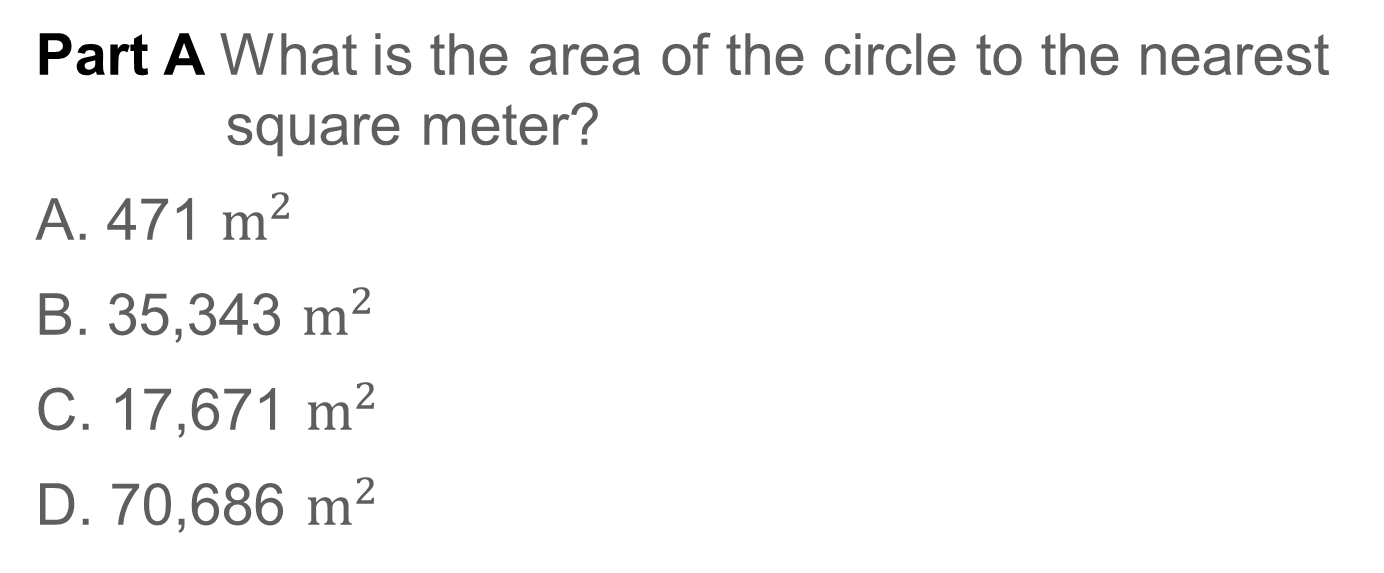 Part A What is the area of the circle to the nearest
square meter?
A. 471 m²
B. 35,343 m²
C. 17,671 m²
D. 70,686 m²